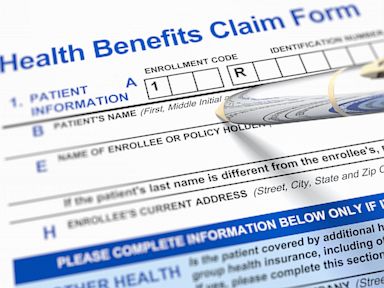 Health Benefits Claim Form
ENROLLMENT CODE
IDENTIFICATION NUMBER
1. PATIENT INFORMATION
A
1
R
B
PATIENT'S NAME (First, Middle Initial
E
NAME OF ENROLLEE OR POLICY HOLDER
If the patient's last name is different from the enrollee's,
H
ENROLLEE'S CURRENT ADDRESS (Street, City, State and Zip
PLEASE COMPLETE INFORMATION BELOW ONLY IF
OTHER HEALTH
Is the patient covered by additional
group health insurance, including
If yes, please complete this section